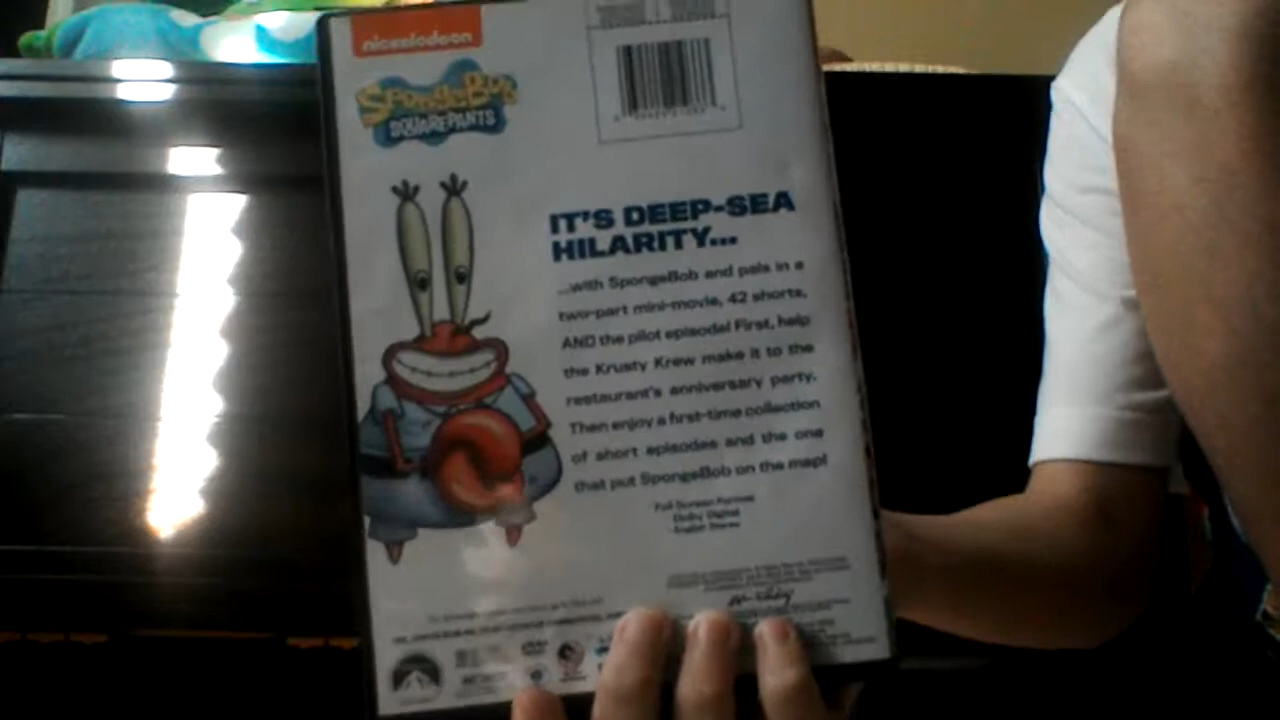 nickelodeon
SpongeBob
SQUAREPANTS
IT'S DEEP-SEA
HILARITY...
...with SpongeBob and pals in a
two-part mini-movie, 42 shorts,
AND the pilot episode! First, help
the Krusty Krew make it to the
restaurant's anniversary party.
Then enjoy a first-time collection
of short episodes and the one
that put SpongeBob on the map!
Full Screen Format
Dolby Digital
English Stereo